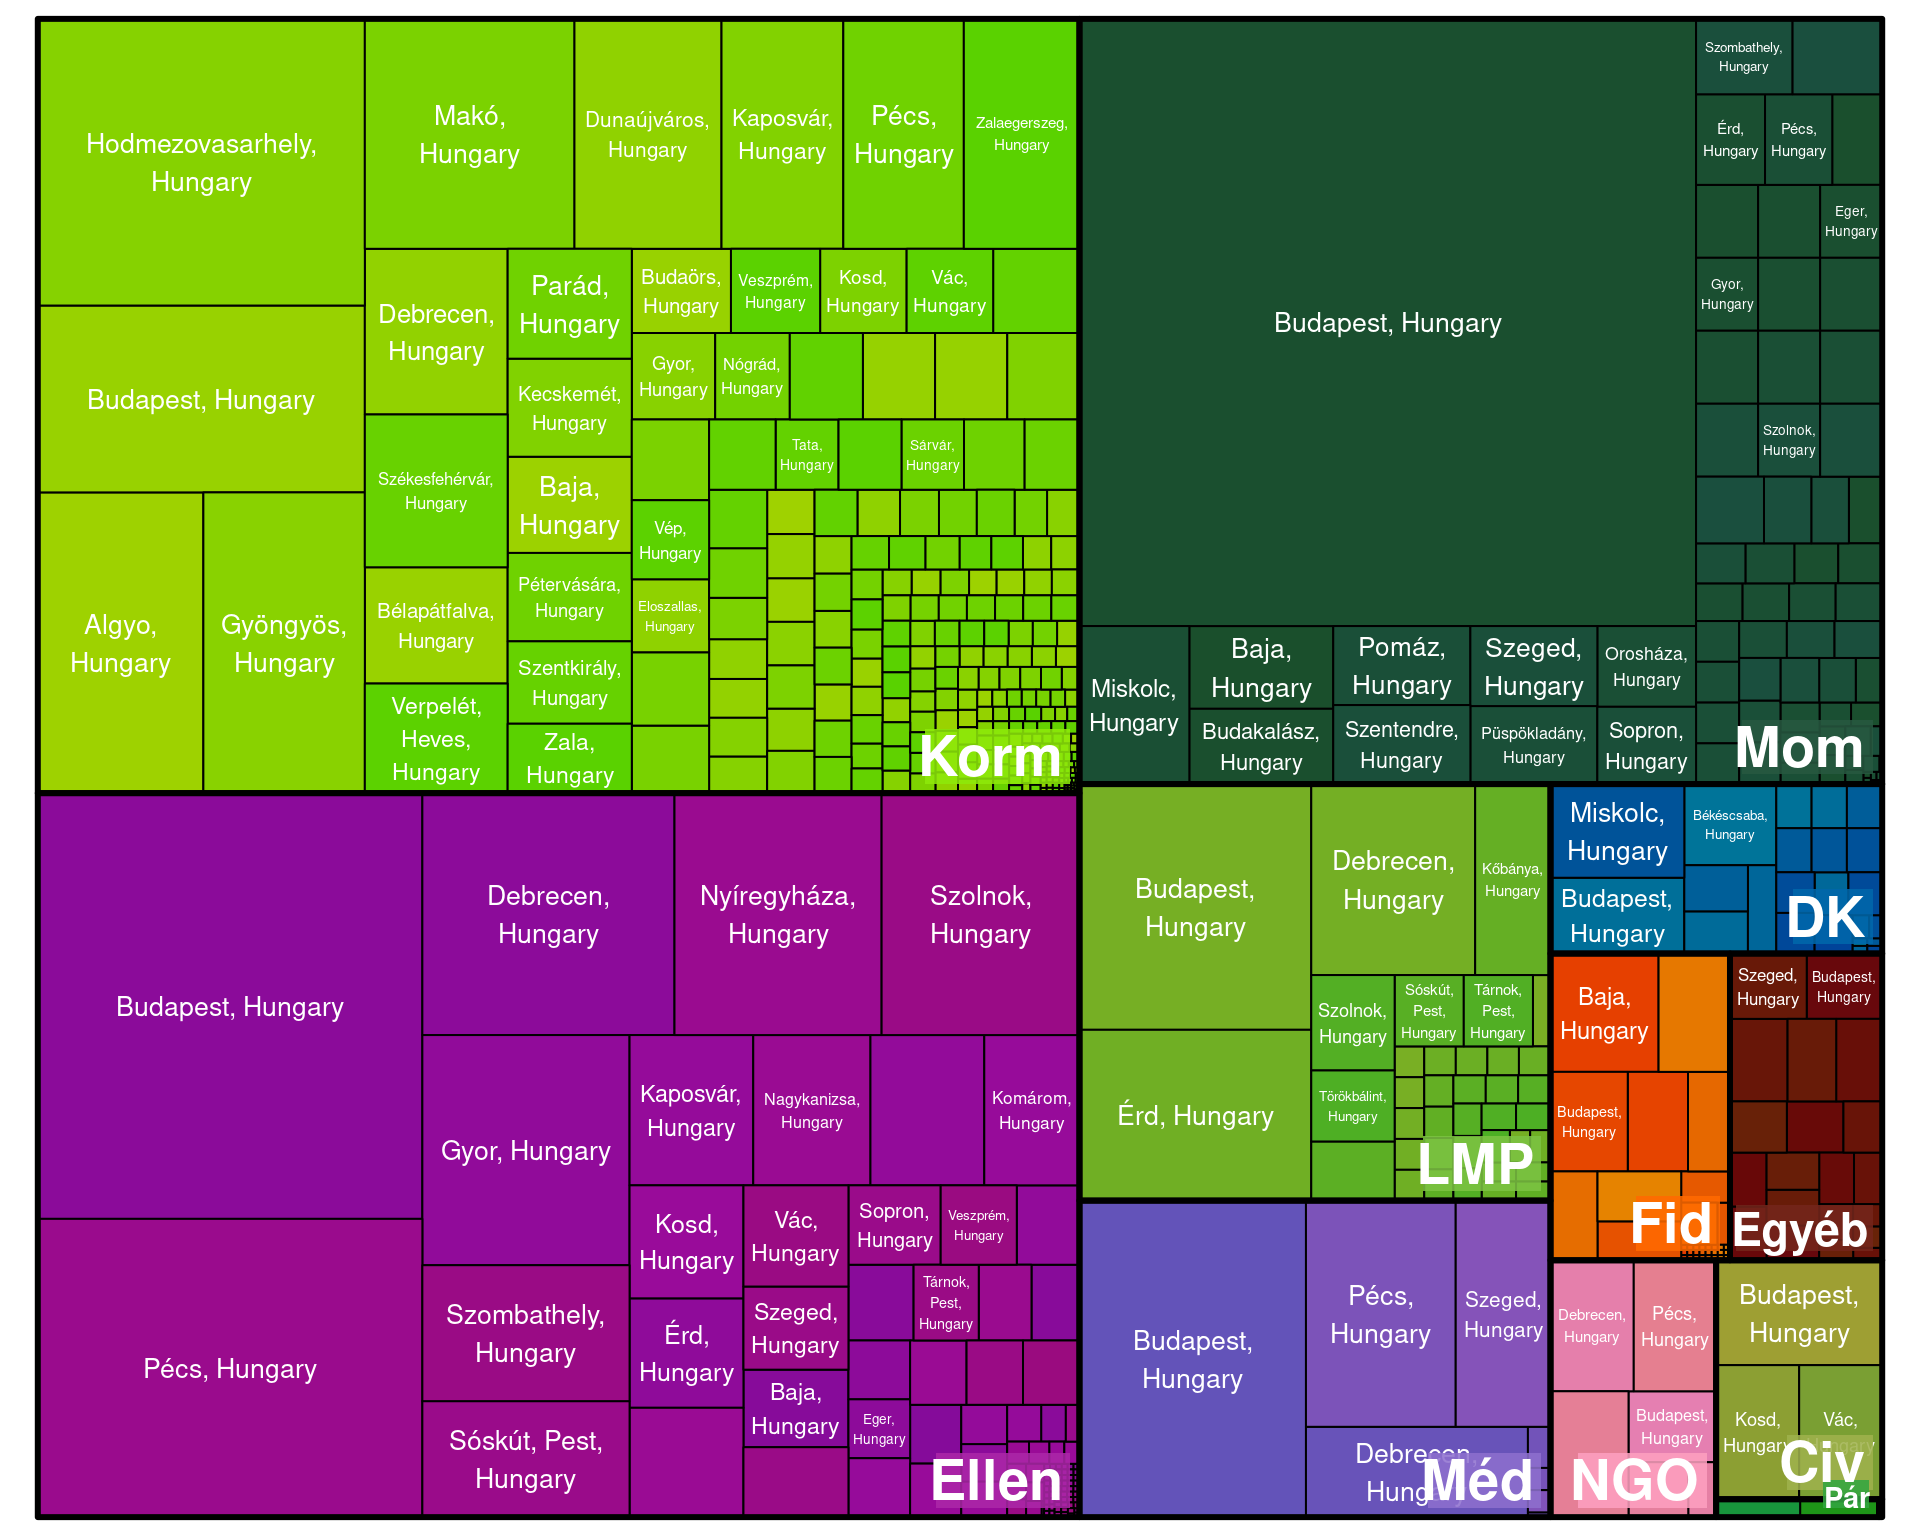 Hodmezovasarhely,
Hungary
Budapest, Hungary
Algyo,
Hungary
Gyöngyös,
Hungary
Makó,
Hungary
Dunaújváros,
Hungary
Kaposvár,
Hungary
Pécs,
Hungary
Zalaegerszeg,
Hungary
Debrecen,
Hungary
Székesfehérvár,
Hungary
Bélapátfalva,
Hungary
Verpelét,
Heves,
Hungary
Parád,
Hungary
Kecskemét,
Hungary
Baja,
Hungary
Pétervására,
Hungary
Szentkirály,
Hungary
Zala,
Hungary
Budaörs,
Hungary
Veszprém,
Hungary
Kosd,
Hungary
Vác,
Hungary
Gyor,
Hungary
Nógrád,
Hungary
Tata,
Hungary
Sárvár,
Hungary
Vép,
Hungary
Eloszallas,
Hungary
Korm
Budapest, Hungary
Miskolc,
Hungary
Baja,
Hungary
Budakalász,
Hungary
Pomáz,
Hungary
Szentendre,
Hungary
Szeged,
Hungary
Püspökladány,
Hungary
Orosháza,
Hungary
Sopron,
Hungary
Szombathely,
Hungary
Érd,
Hungary
Pécs,
Hungary
Eger,
Hungary
Gyor,
Hungary
Szolnok,
Hungary
Mom
Budapest, Hungary
Pécs, Hungary
Debrecen,
Hungary
Nyíregyháza,
Hungary
Szolnok,
Hungary
Gyor, Hungary
Szombathely,
Hungary
Sóskút, Pest,
Hungary
Kaposvár,
Hungary
Nagykanizsa,
Hungary
Komárom,
Hungary
Kosd,
Hungary
Érd,
Hungary
Vác,
Hungary
Szeged,
Hungary
Baja,
Hungary
Sopron,
Hungary
Veszprém,
Hungary
Tárnok,
Pest,
Hungary
Eger,
Hungary
Ellen
Budapest,
Hungary
Érd, Hungary
Debrecen,
Hungary
Kőbánya,
Hungary
Szolnok,
Hungary
Törökbálint,
Hungary
Sóskút,
Pest,
Hungary
Tárnok,
Pest,
Hungary
LMP
Budapest,
Hungary
Pécs,
Hungary
Szeged,
Hungary
Debrecen,
Hungary
Méd
Miskolc,
Hungary
Budapest,
Hungary
Békéscsaba,
Hungary
DK
Baja,
Hungary
Budapest,
Hungary
Fid
Szeged,
Hungary
Budapest,
Hungary
Egyéb
Debrecen,
Hungary
Pécs,
Hungary
Budapest,
Hungary
NGO
Budapest,
Hungary
Kosd,
Hungary
Vác,
Hungary
Civ
Pár